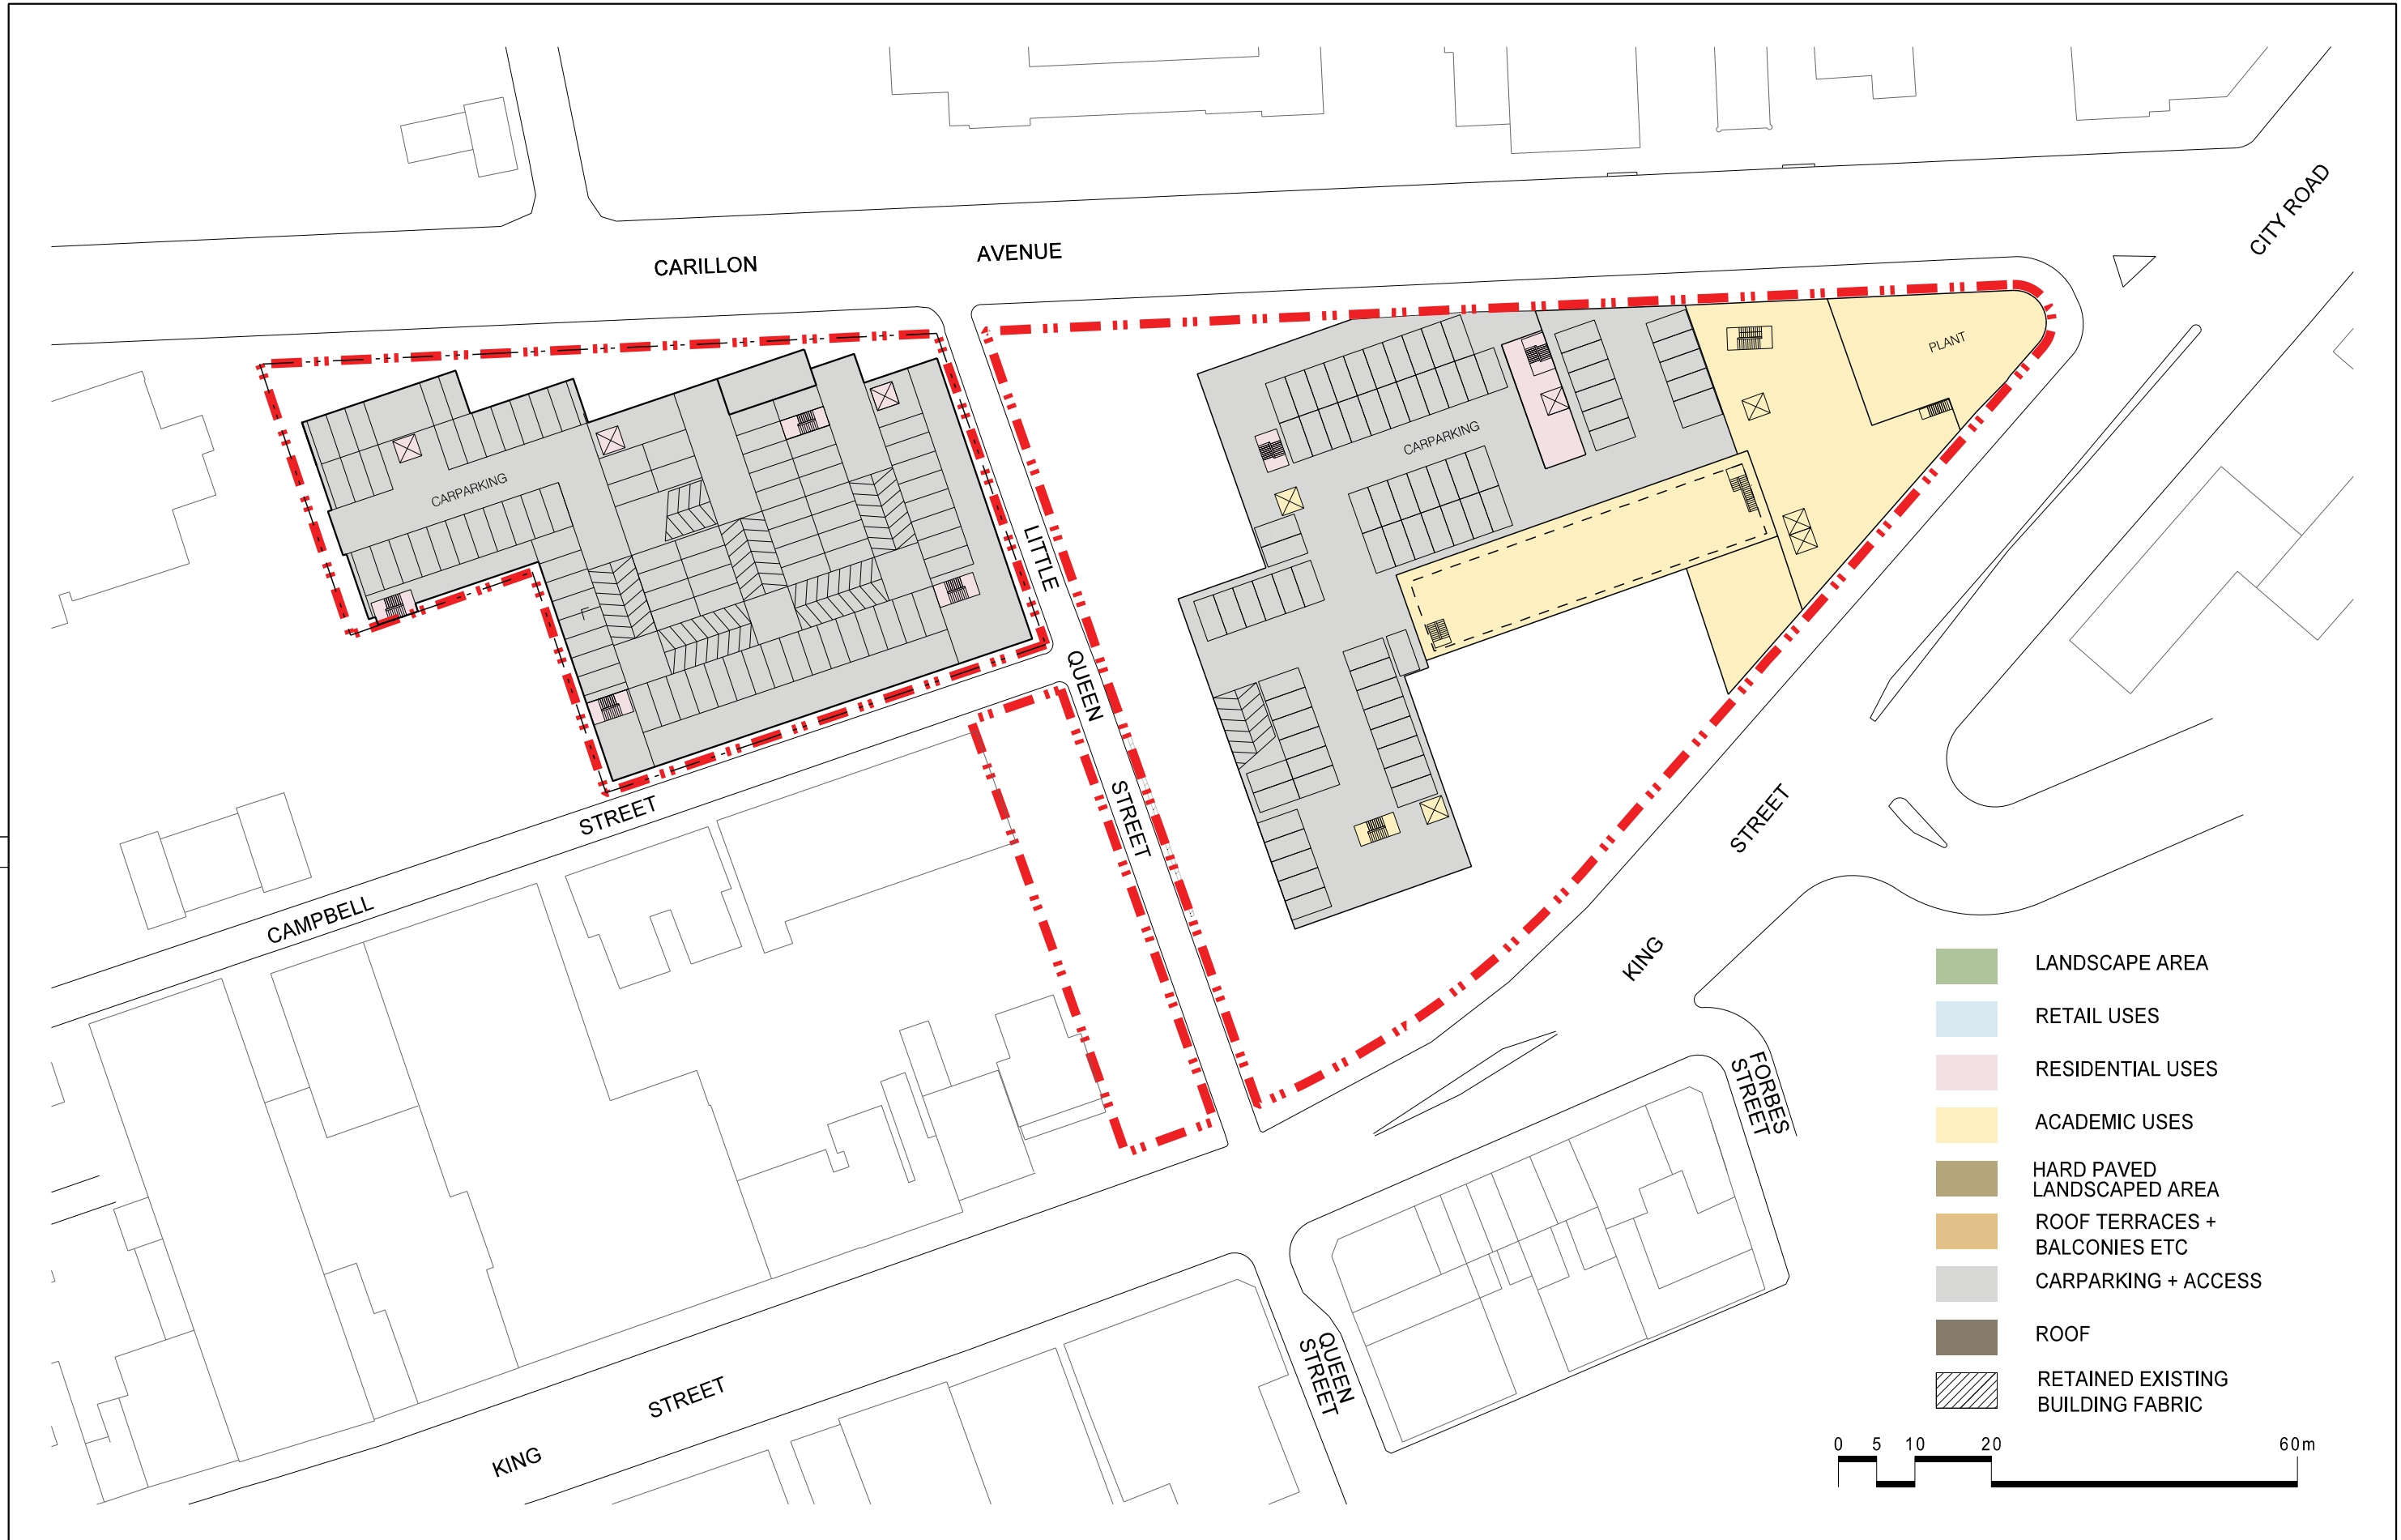 CITY ROAD
CARILLON
AVENUE
PLANT
CARPARKING
CARPARKING
LITTLE
QUEEN
STREET
STREET
CAMPBELL
STREET
KING
FORBES
STREET
QUEEN
STREET
STREET
KING
LANDSCAPE AREA
RETAIL USES
RESIDENTIAL USES
ACADEMIC USES
HARD PAVED
LANDSCAPED AREA
ROOF TERRACES +
BALCONIES ETC
CARPARKING + ACCESS
ROOF
RETAINED EXISTING
BUILDING FABRIC
0 5 10 20 60m